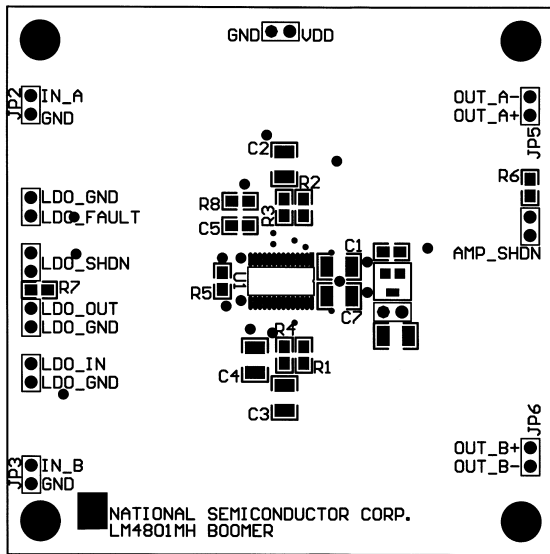 GND VDD
JP2
IN_A
GND
OUT_A-
OUT_A+
JP5
C2
R6
R2
R8
R3
C5
LDO_GND
LDO_FAULT
AMP_SHDN
C1
LDO_SHDN
R7
R5
U1
C7
LDO_OUT
LDO_GND
R4
R1
LDO_IN
LDO_GND
C4
C3
JP6
OUT_B+
OUT_B-
JP3
IN_B
GND
NATIONAL SEMICONDUCTOR CORP.
LM4801MH BOOMER